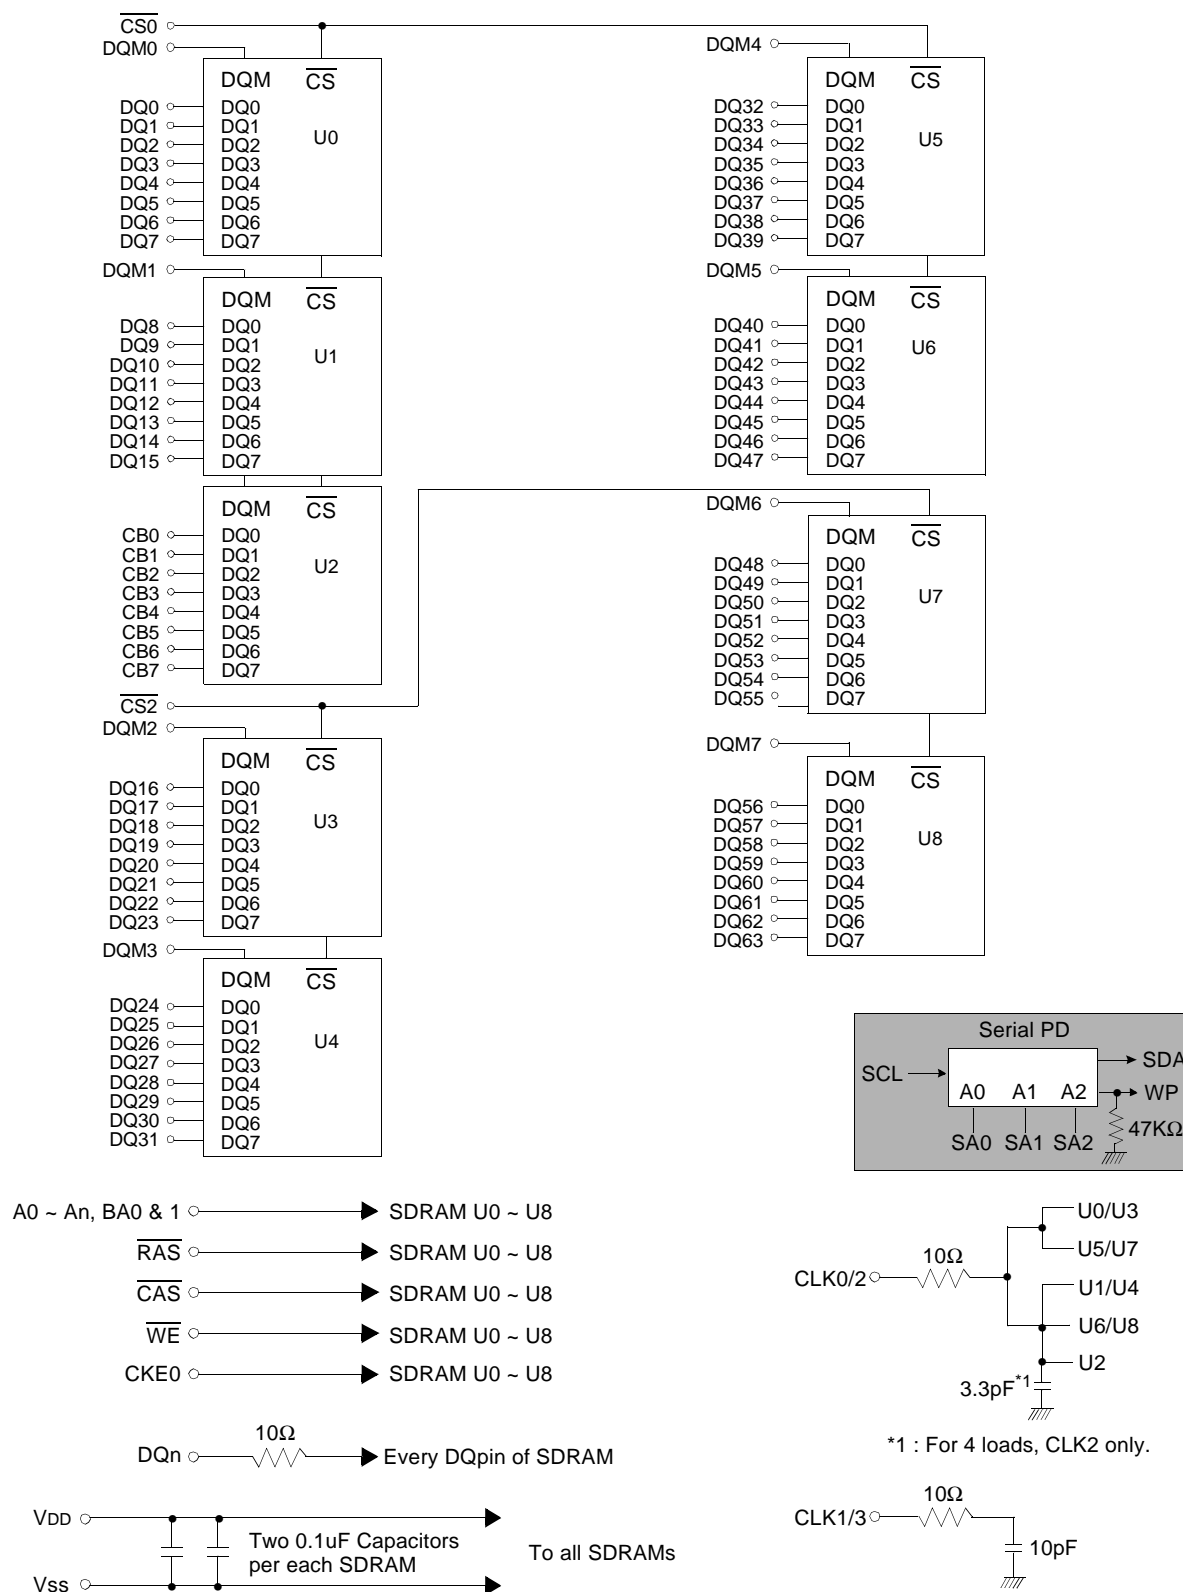 CS0
DQM0
DQM CS
DQ0 DQ0
DQ1 DQ1
DQ2 DQ2
DQ3 DQ3
DQ4 DQ4
DQ5 DQ5
DQ6 DQ6
DQ7 DQ7
U0
DQM1
DQM CS
DQ8 DQ0
DQ9 DQ1
DQ10 DQ2
DQ11 DQ3
DQ12 DQ4
DQ13 DQ5
DQ14 DQ6
DQ15 DQ7
U1
DQM CS
CB0 DQ0
CB1 DQ1
CB2 DQ2
CB3 DQ3
CB4 DQ4
CB5 DQ5
CB6 DQ6
CB7 DQ7
U2
CS2
DQM2
DQM CS
DQ16 DQ0
DQ17 DQ1
DQ18 DQ2
DQ19 DQ3
DQ20 DQ4
DQ21 DQ5
DQ22 DQ6
DQ23 DQ7
U3
DQM3
DQM CS
DQ24 DQ0
DQ25 DQ1
DQ26 DQ2
DQ27 DQ3
DQ28 DQ4
DQ29 DQ5
DQ30 DQ6
DQ31 DQ7
U4
DQM4
DQM CS
DQ32 DQ0
DQ33 DQ1
DQ34 DQ2
DQ35 DQ3
DQ36 DQ4
DQ37 DQ5
DQ38 DQ6
DQ39 DQ7
U5
DQM5
DQM CS
DQ40 DQ0
DQ41 DQ1
DQ42 DQ2
DQ43 DQ3
DQ44 DQ4
DQ45 DQ5
DQ46 DQ6
DQ47 DQ7
U6
DQM6
DQM CS
DQ48 DQ0
DQ49 DQ1
DQ50 DQ2
DQ51 DQ3
DQ52 DQ4
DQ53 DQ5
DQ54 DQ6
DQ55 DQ7
U7
DQM7
DQM CS
DQ56 DQ0
DQ57 DQ1
DQ58 DQ2
DQ59 DQ3
DQ60 DQ4
DQ61 DQ5
DQ62 DQ6
DQ63 DQ7
U8
Serial PD
SCL
SDA
A0 A1 A2
WP
47KΩ
SA0 SA1 SA2
A0 ~ An, BA0 & 1 SDRAM U0 ~ U8
RAS SDRAM U0 ~ U8
CAS SDRAM U0 ~ U8
WE SDRAM U0 ~ U8
CKE0 SDRAM U0 ~ U8
10Ω
DQn Every DQpin of SDRAM
VDD
Two 0.1uF Capacitors
per each SDRAM
To all SDRAMs
Vss
U0/U3
U5/U7
10Ω
CLK0/2
U1/U4
U6/U8
U2
3.3pF*1
*1 : For 4 loads, CLK2 only.
10Ω
CLK1/3
10pF